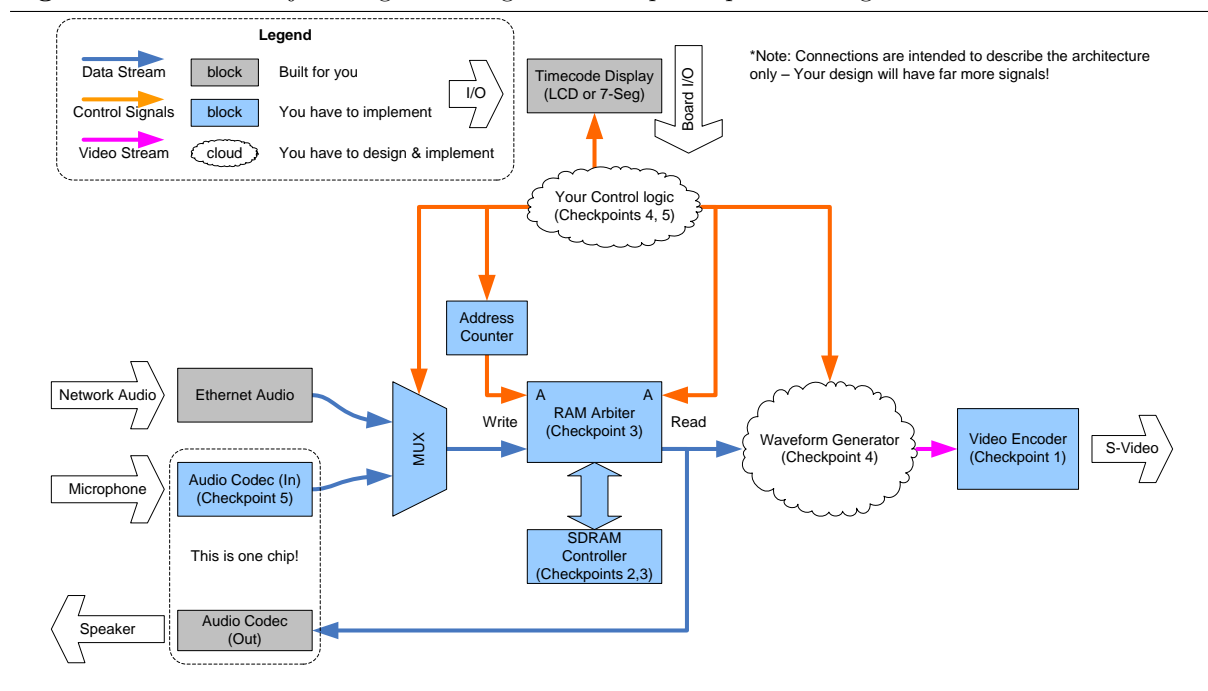 Legend
Data Stream
block
Built for you
Control Signals
block
You have to implement
Video Stream
cloud
You have to design & implement
I/O
Timecode Display
(LCD or 7-Seg)
Board I/O
*Note: Connections are intended to describe the architecture
only – Your design will have far more signals!
Your Control logic
(Checkpoints 4, 5)
Address
Counter
Network Audio
Ethernet Audio
MUX
Write
A
A
RAM Arbiter
(Checkpoint 3)
Read
Waveform Generator
(Checkpoint 4)
Video Encoder
(Checkpoint 1)
S-Video
Microphone
Audio Codec (In)
(Checkpoint 5)
This is one chip!
SDRAM
Controller
(Checkpoints 2,3)
Speaker
Audio Codec
(Out)